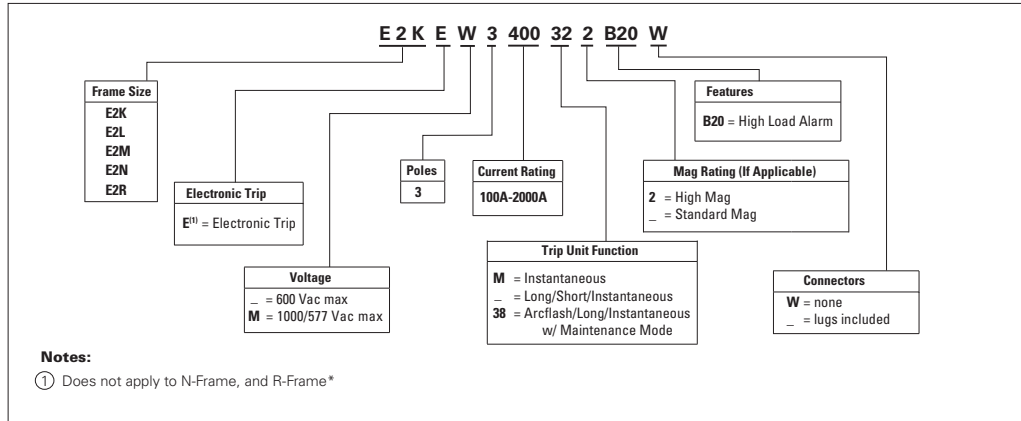 E2K E W 3 400 32 2 B20 W
Frame Size
E2K
E2L
E2M
E2N
E2R
Electronic Trip
E(1) = Electronic Trip
Voltage
_ = 600 Vac max
M = 1000/577 Vac max
Poles
3
Current Rating
100A-2000A
Trip Unit Function
M = Instantaneous
_ = Long/Short/Instantaneous
38 = Arcflash/Long/Instantaneous
w/ Maintenance Mode
Features
B20 = High Load Alarm
Mag Rating (If Applicable)
2 = High Mag
_ = Standard Mag
Connectors
W = none
_ = lugs included
Notes:
1 Does not apply to N-Frame, and R-Frame*